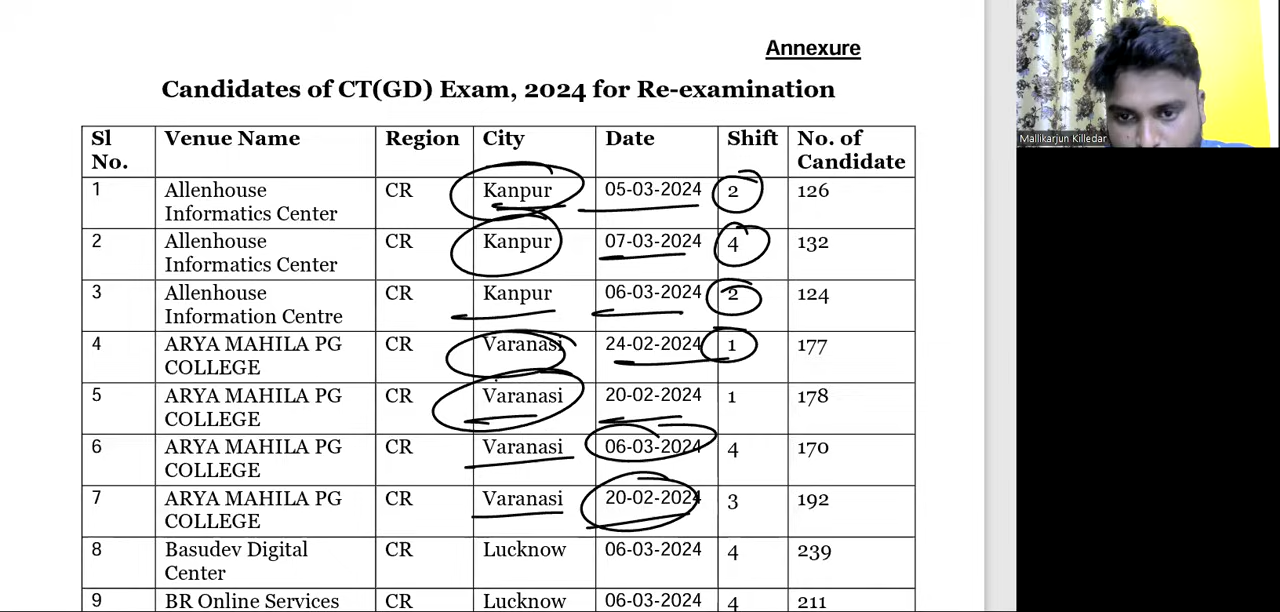 Annexure
Candidates of CT(GD) Exam, 2024 for Re-examination
Sl No. Venue Name Region City Date Shift No. of Candidate
1 Allenhouse Informatics Center CR Kanpur 05-03-2024 2 126
2 Allenhouse Informatics Center CR Kanpur 07-03-2024 4 132
3 Allenhouse Information Centre CR Kanpur 06-03-2024 2 124
4 ARYA MAHILA PG COLLEGE CR Varanasi 24-02-2024 1 177
5 ARYA MAHILA PG COLLEGE CR Varanasi 20-02-2024 1 178
6 ARYA MAHILA PG COLLEGE CR Varanasi 06-03-2024 4 170
7 ARYA MAHILA PG COLLEGE CR Varanasi 20-02-2024 3 192
8 Basudev Digital Center CR Lucknow 06-03-2024 4 239
9 BR Online Services CR Lucknow 06-03-2024 4 211
Mallikarjun Killedar